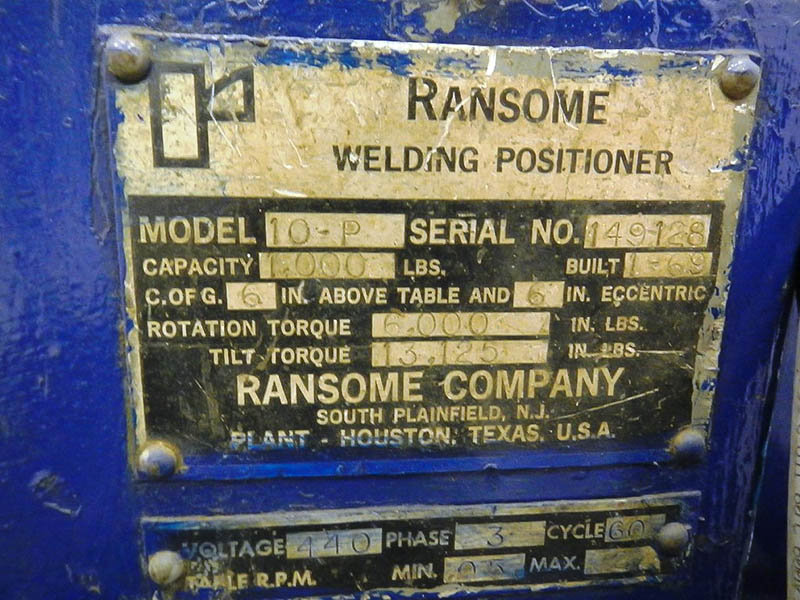 RANSOME
WELDING POSITIONER
MODEL 10-P SERIAL NO. 149128
CAPACITY 1,000 LBS. BUILT 1-69
C. OF G. 6 IN. ABOVE TABLE AND 6 IN. ECCENTRIC
ROTATION TORQUE 6,000 IN. LBS.
TILT TORQUE 13,125 IN. LBS.
RANSOME COMPANY
SOUTH PLAINFIELD, N.J.
PLANT - HOUSTON, TEXAS, U.S.A.
VOLTAGE 440 PHASE 3 CYCLE 60
TABLE R.P.M. MIN. MAX.